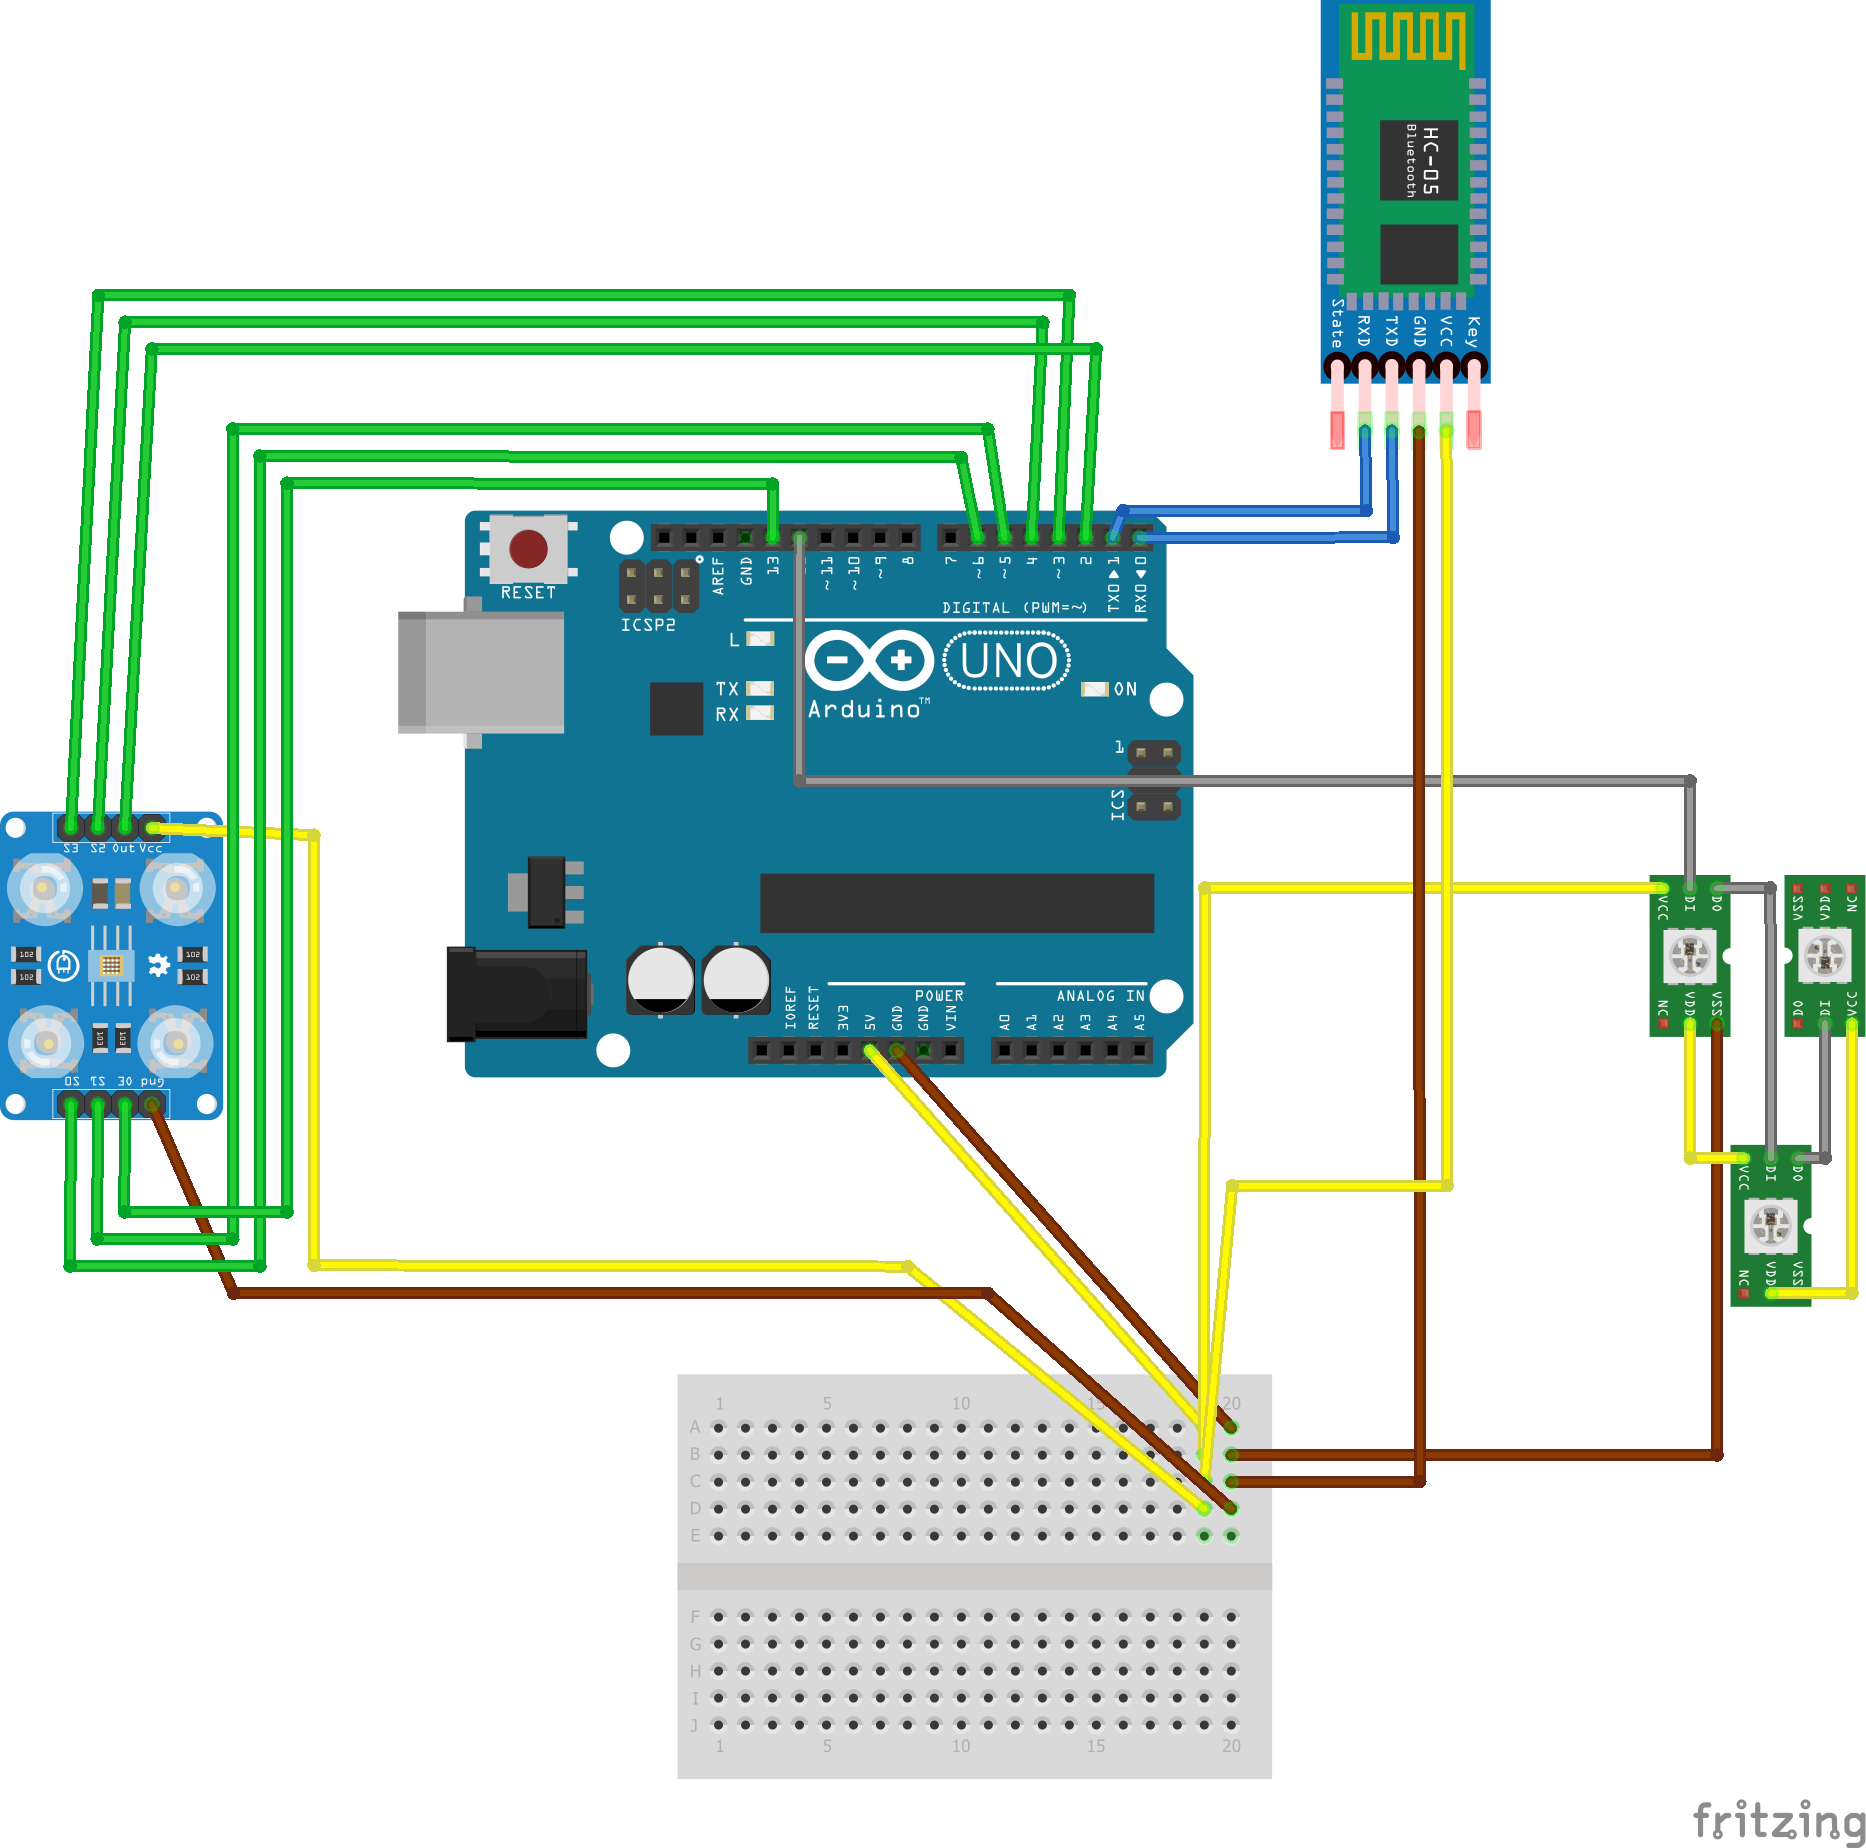 HC-05
Bluetooth
State RXD TXD GND VCC Key
RESET
ICSP2
AREF GND 13 ~11 ~10 ~9 8 7 ~6 ~5 4 ~3 2 TX0▶1 RX0◀0
DIGITAL (PWM=~)
L
TX
RX
UNO
Arduino™
ON
1
ICS
S3 S2 Out Vcc
102 102
102 102
103 103
S0 S1 OE Gnd
POWER
ANALOG IN
IOREF RESET 3V3 5V GND GND VIN A0 A1 A2 A3 A4 A5
VCC DI DO
NC VDD VSS
VSS VDD NC
DO DI VCC
VCC DI DO
NC VDD VSS
1 5 10 15 20
A
B
C
D
E
F
G
H
I
J
1 5 10 15 20
fritzing